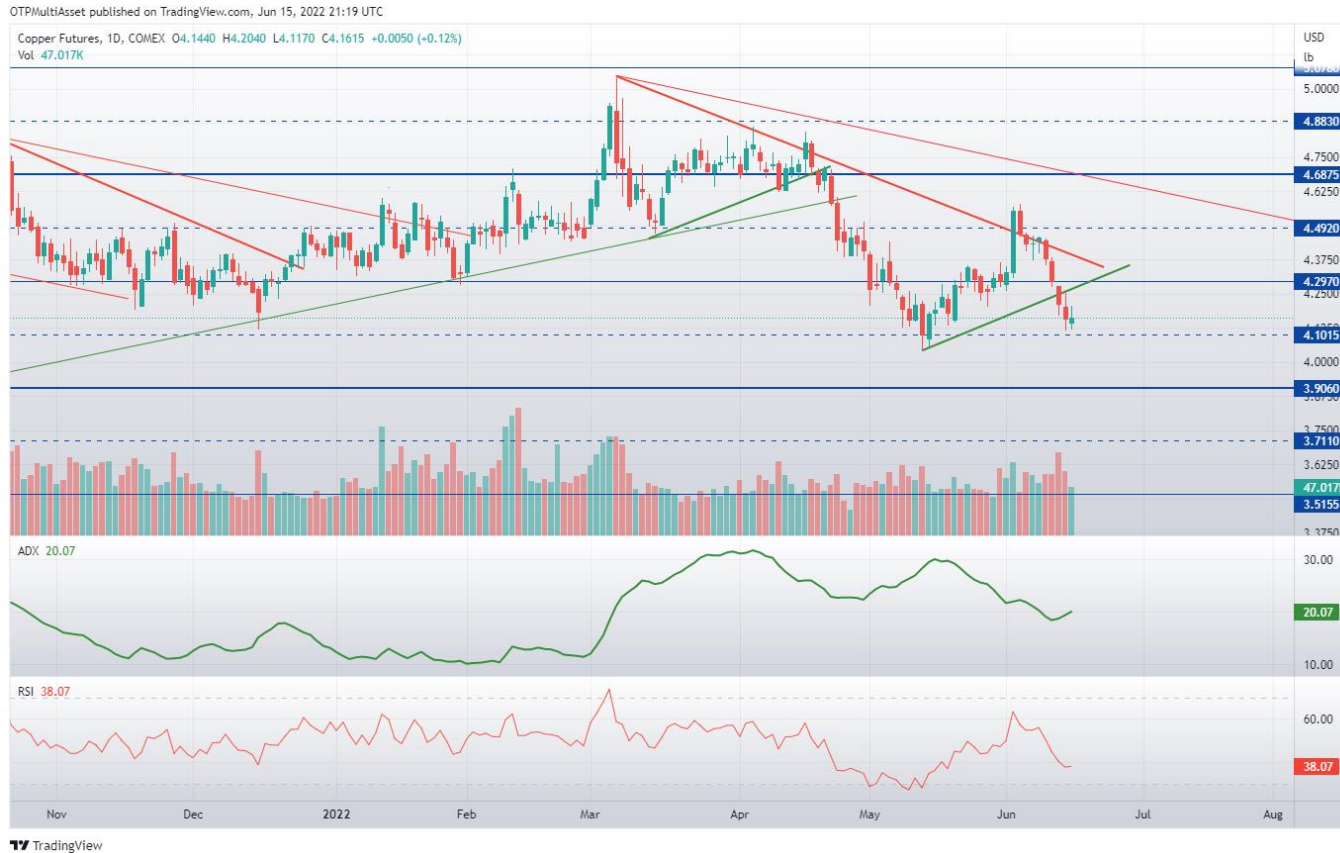 OTPMultiAsset published on TradingView.com, Jun 15, 2022 21:19 UTC
Copper Futures, 1D, COMEX O4.1440 H4.2040 L4.1170 C4.1615 +0.0050 (+0.12%)
Vol 47.017K
USD
lb
5.0000
4.8830
4.7500
4.6875
4.6250
4.4920
4.3750
4.2970
4.2500
4.1015
4.0000
3.9060
3.7110
3.6250
47.017
3.5155
3.3750
ADX 20.07
30.00
20.07
10.00
RSI 38.07
60.00
38.07
Nov Dec 2022 Feb Mar Apr May Jun Jul Aug
TradingView